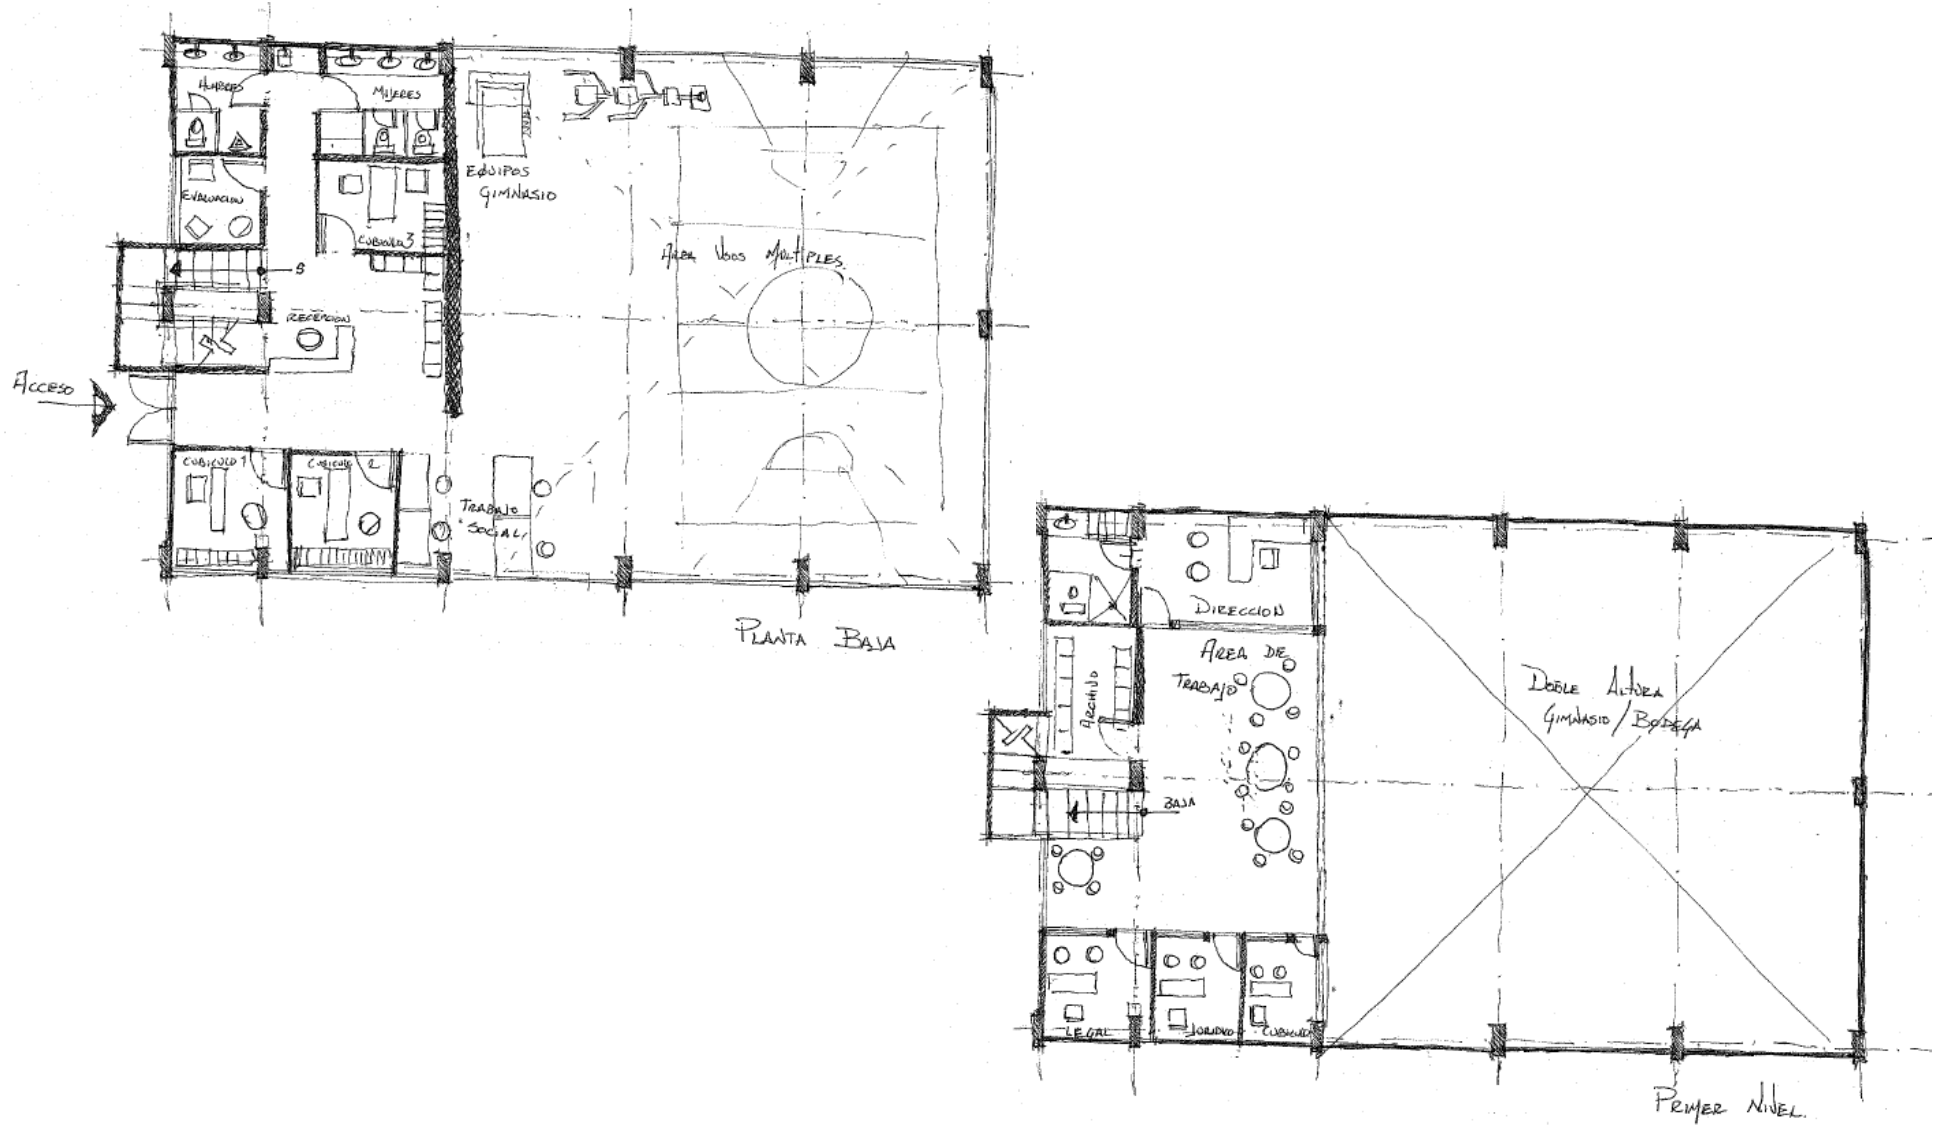 HOMBRES
MUJERES
EVALUACION
CUBICULO 3
EQUIPOS
GIMNASIO
AREA USOS MULTIPLES.
S
RECEPCION
ACCESO
CUBICULO 1
CUBICULO 2
TRABAJO
SOCIAL,
PLANTA BAJA
DIRECCION
AREA DE
TRABAJO
ARCHIVO
DOBLE ALTURA
GIMNASIO / BODEGA
BAJA
LEGAL
JURIDICO
CUBICULO
PRIMER NIVEL.